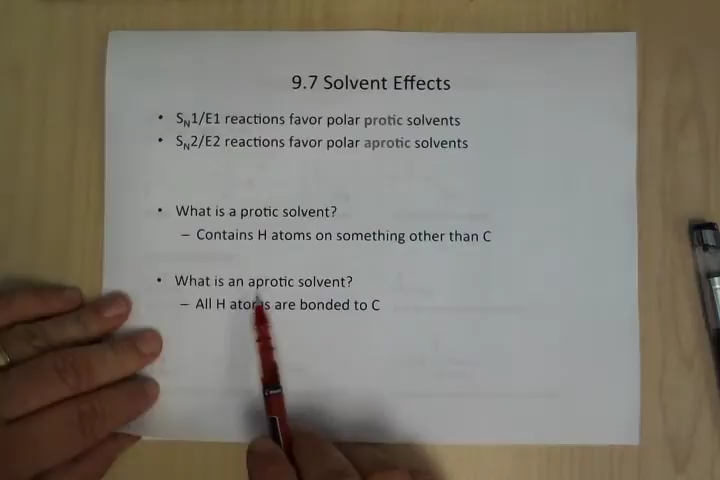 9.7 Solvent Effects
• SN1/E1 reactions favor polar protic solvents
• SN2/E2 reactions favor polar aprotic solvents
• What is a protic solvent?
– Contains H atoms on something other than C
• What is an aprotic solvent?
– All H atoms are bonded to C